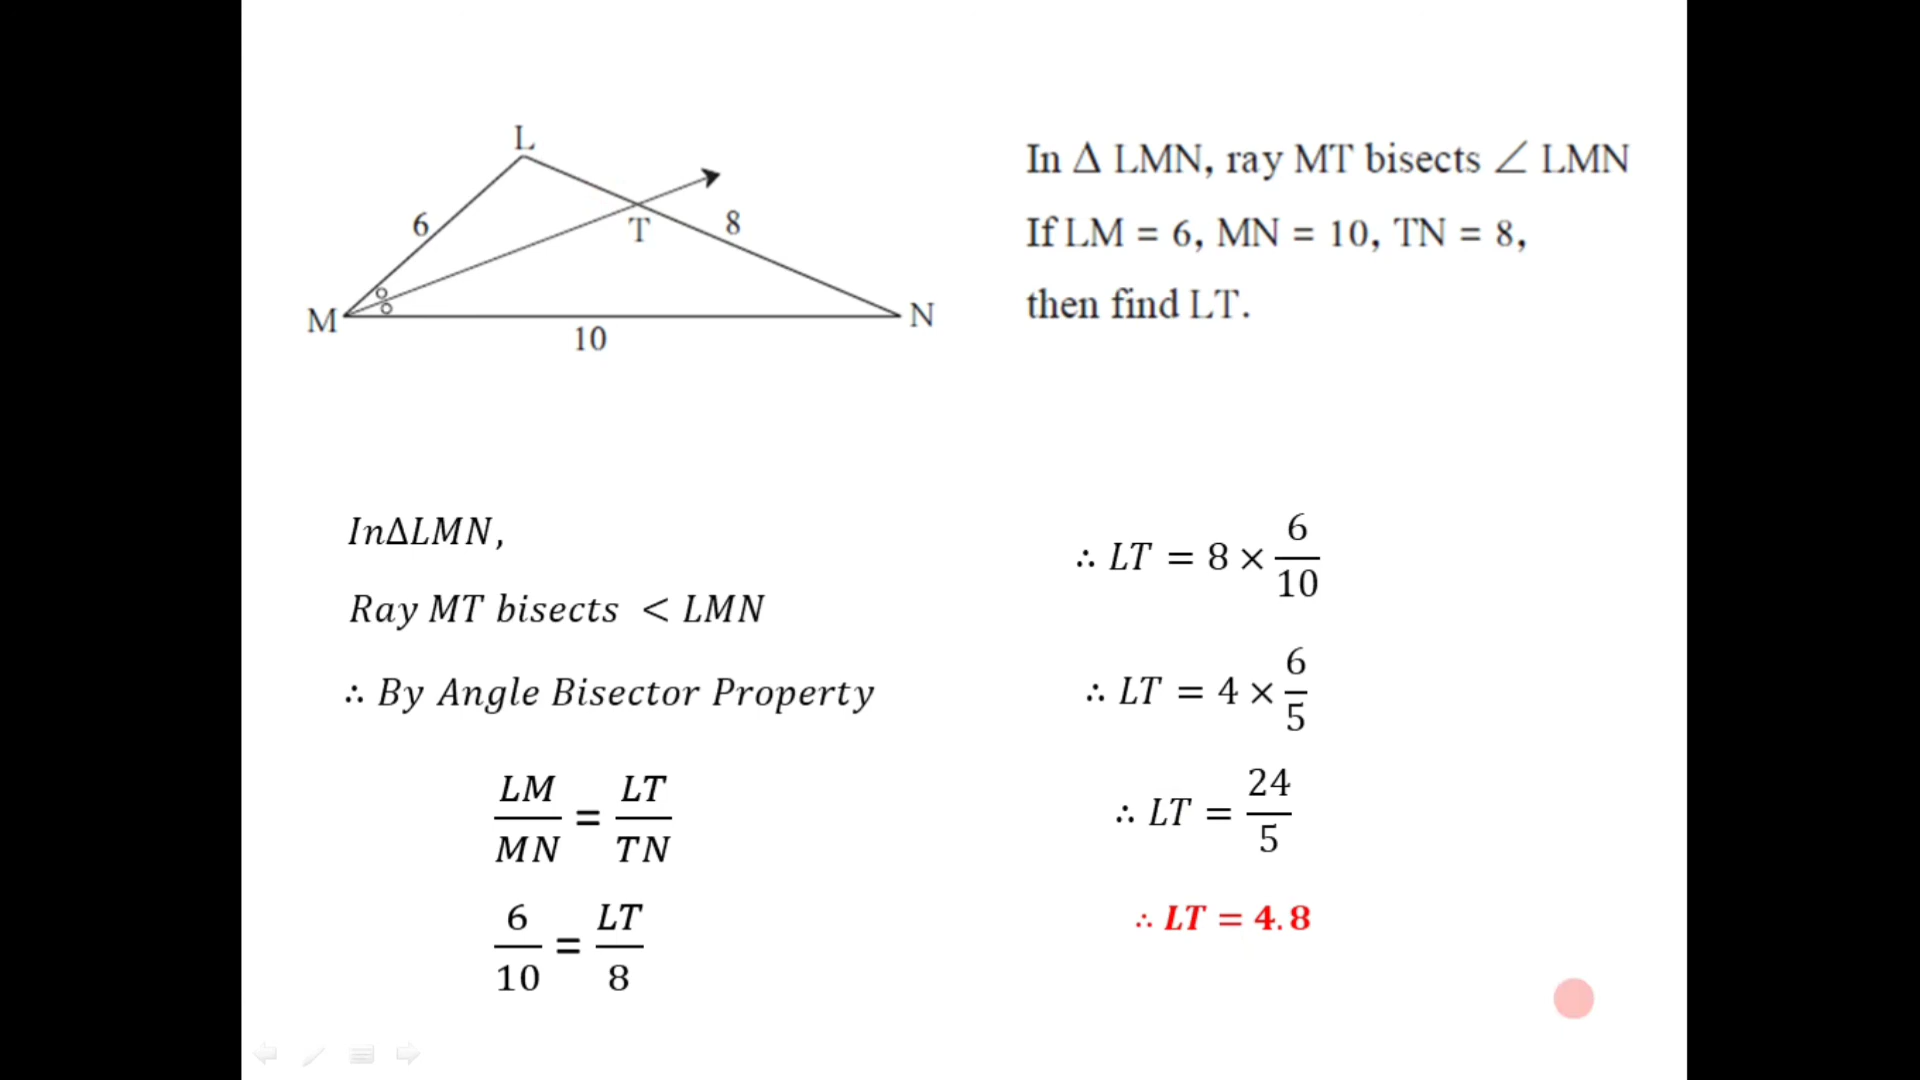 L
6
T
8
M
N
10
In Δ LMN, ray MT bisects ∠ LMN
If LM = 6, MN = 10, TN = 8,
then find LT.
InΔLMN,
Ray MT bisects < LMN
∴ By Angle Bisector Property
LM/MN = LT/TN
6/10 = LT/8
∴ LT = 8 × 6/10
∴ LT = 4 × 6/5
∴ LT = 24/5
∴ LT = 4.8